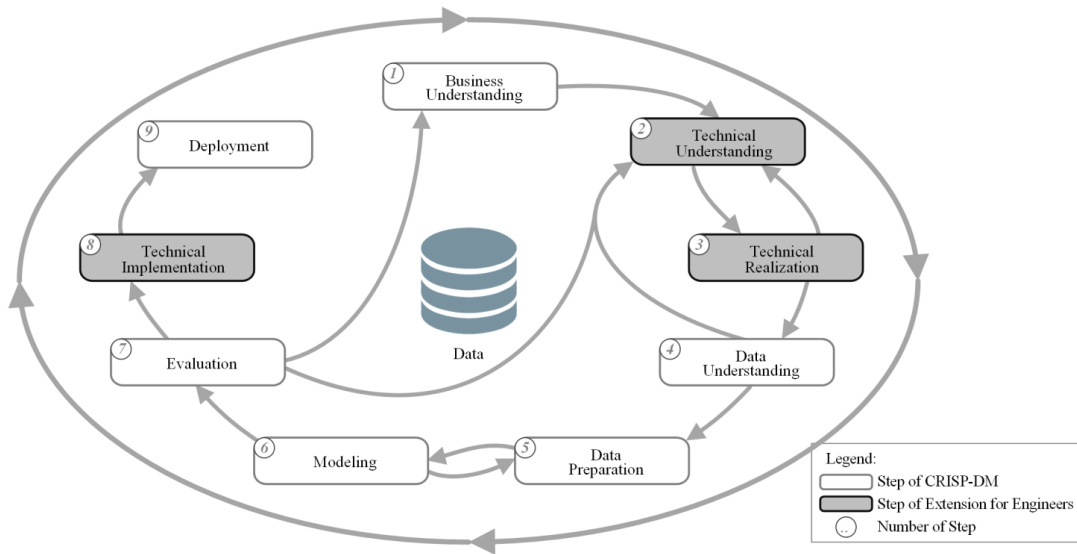 1
Business
Understanding
2
Technical
Understanding
3
Technical
Realization
4
Data
Understanding
5
Data
Preparation
6
Modeling
7
Evaluation
8
Technical
Implementation
9
Deployment
Data
Legend:
Step of CRISP-DM
Step of Extension for Engineers
.. Number of Step